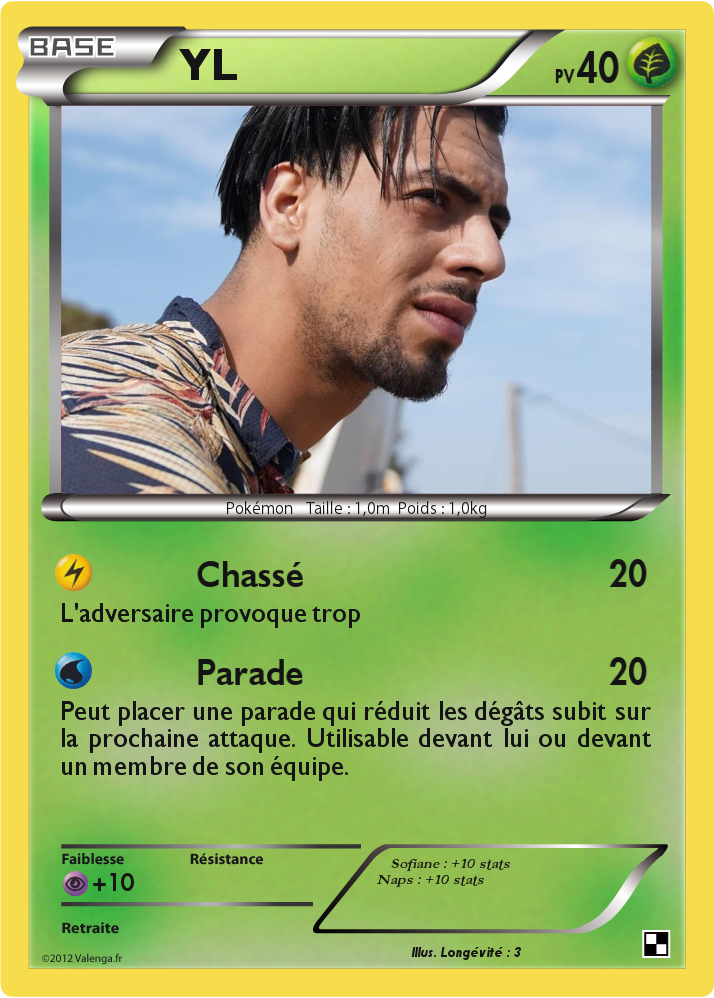 BASE
YL
PV 40
Pokémon Taille : 1,0m Poids : 1,0kg
Chassé 20
L'adversaire provoque trop
Parade 20
Peut placer une parade qui réduit les dégâts subit sur
la prochaine attaque. Utilisable devant lui ou devant
un membre de son équipe.
Faiblesse Résistance
+10
Sofiane : +10 stats
Naps : +10 stats
Retraite
Illus. Longévité : 3
©2012 Valenga.fr